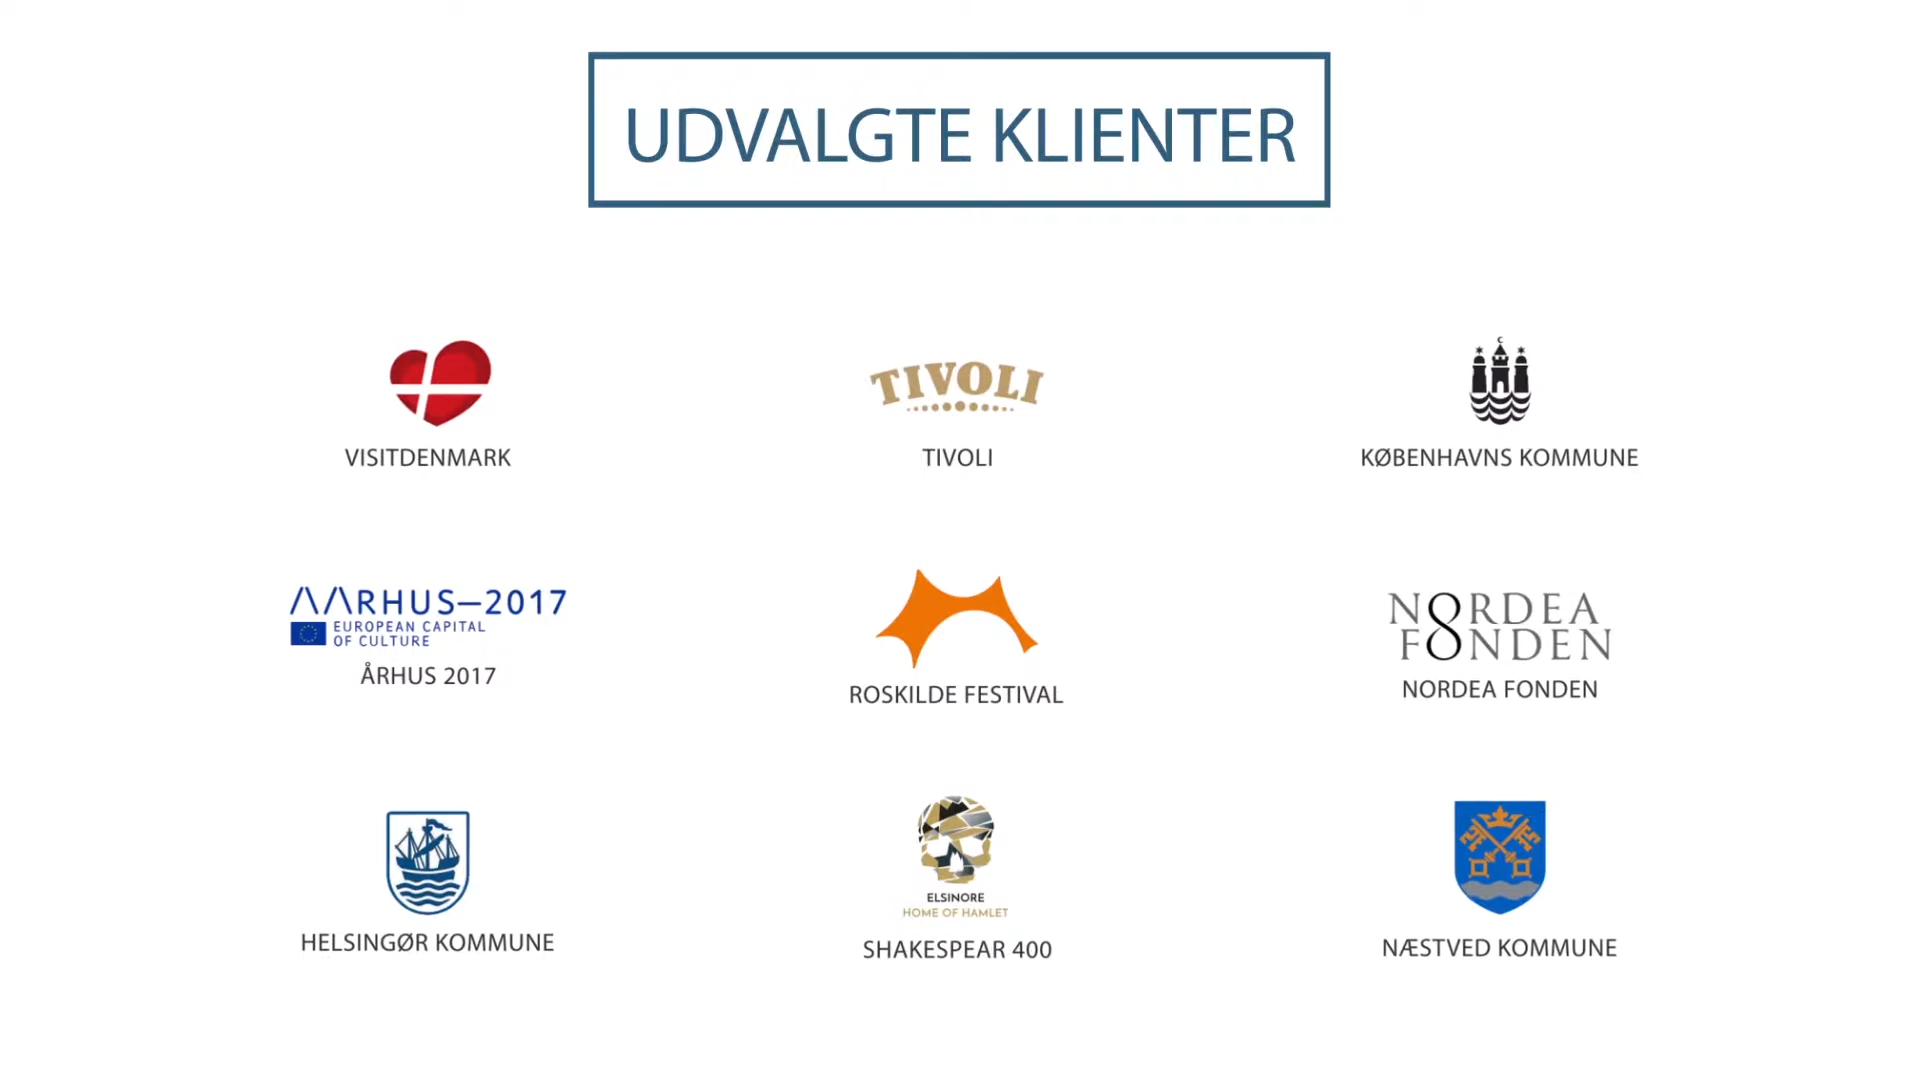 UDVALGTE KLIENTER
TIVOLI
VISITDENMARK
TIVOLI
KØBENHAVNS KOMMUNE
AARHUS–2017
EUROPEAN CAPITAL
OF CULTURE
ÅRHUS 2017
ROSKILDE FESTIVAL
NORDEA
FONDEN
NORDEA FONDEN
HELSINGØR KOMMUNE
ELSINORE
HOME OF HAMLET
SHAKESPEAR 400
NÆSTVED KOMMUNE